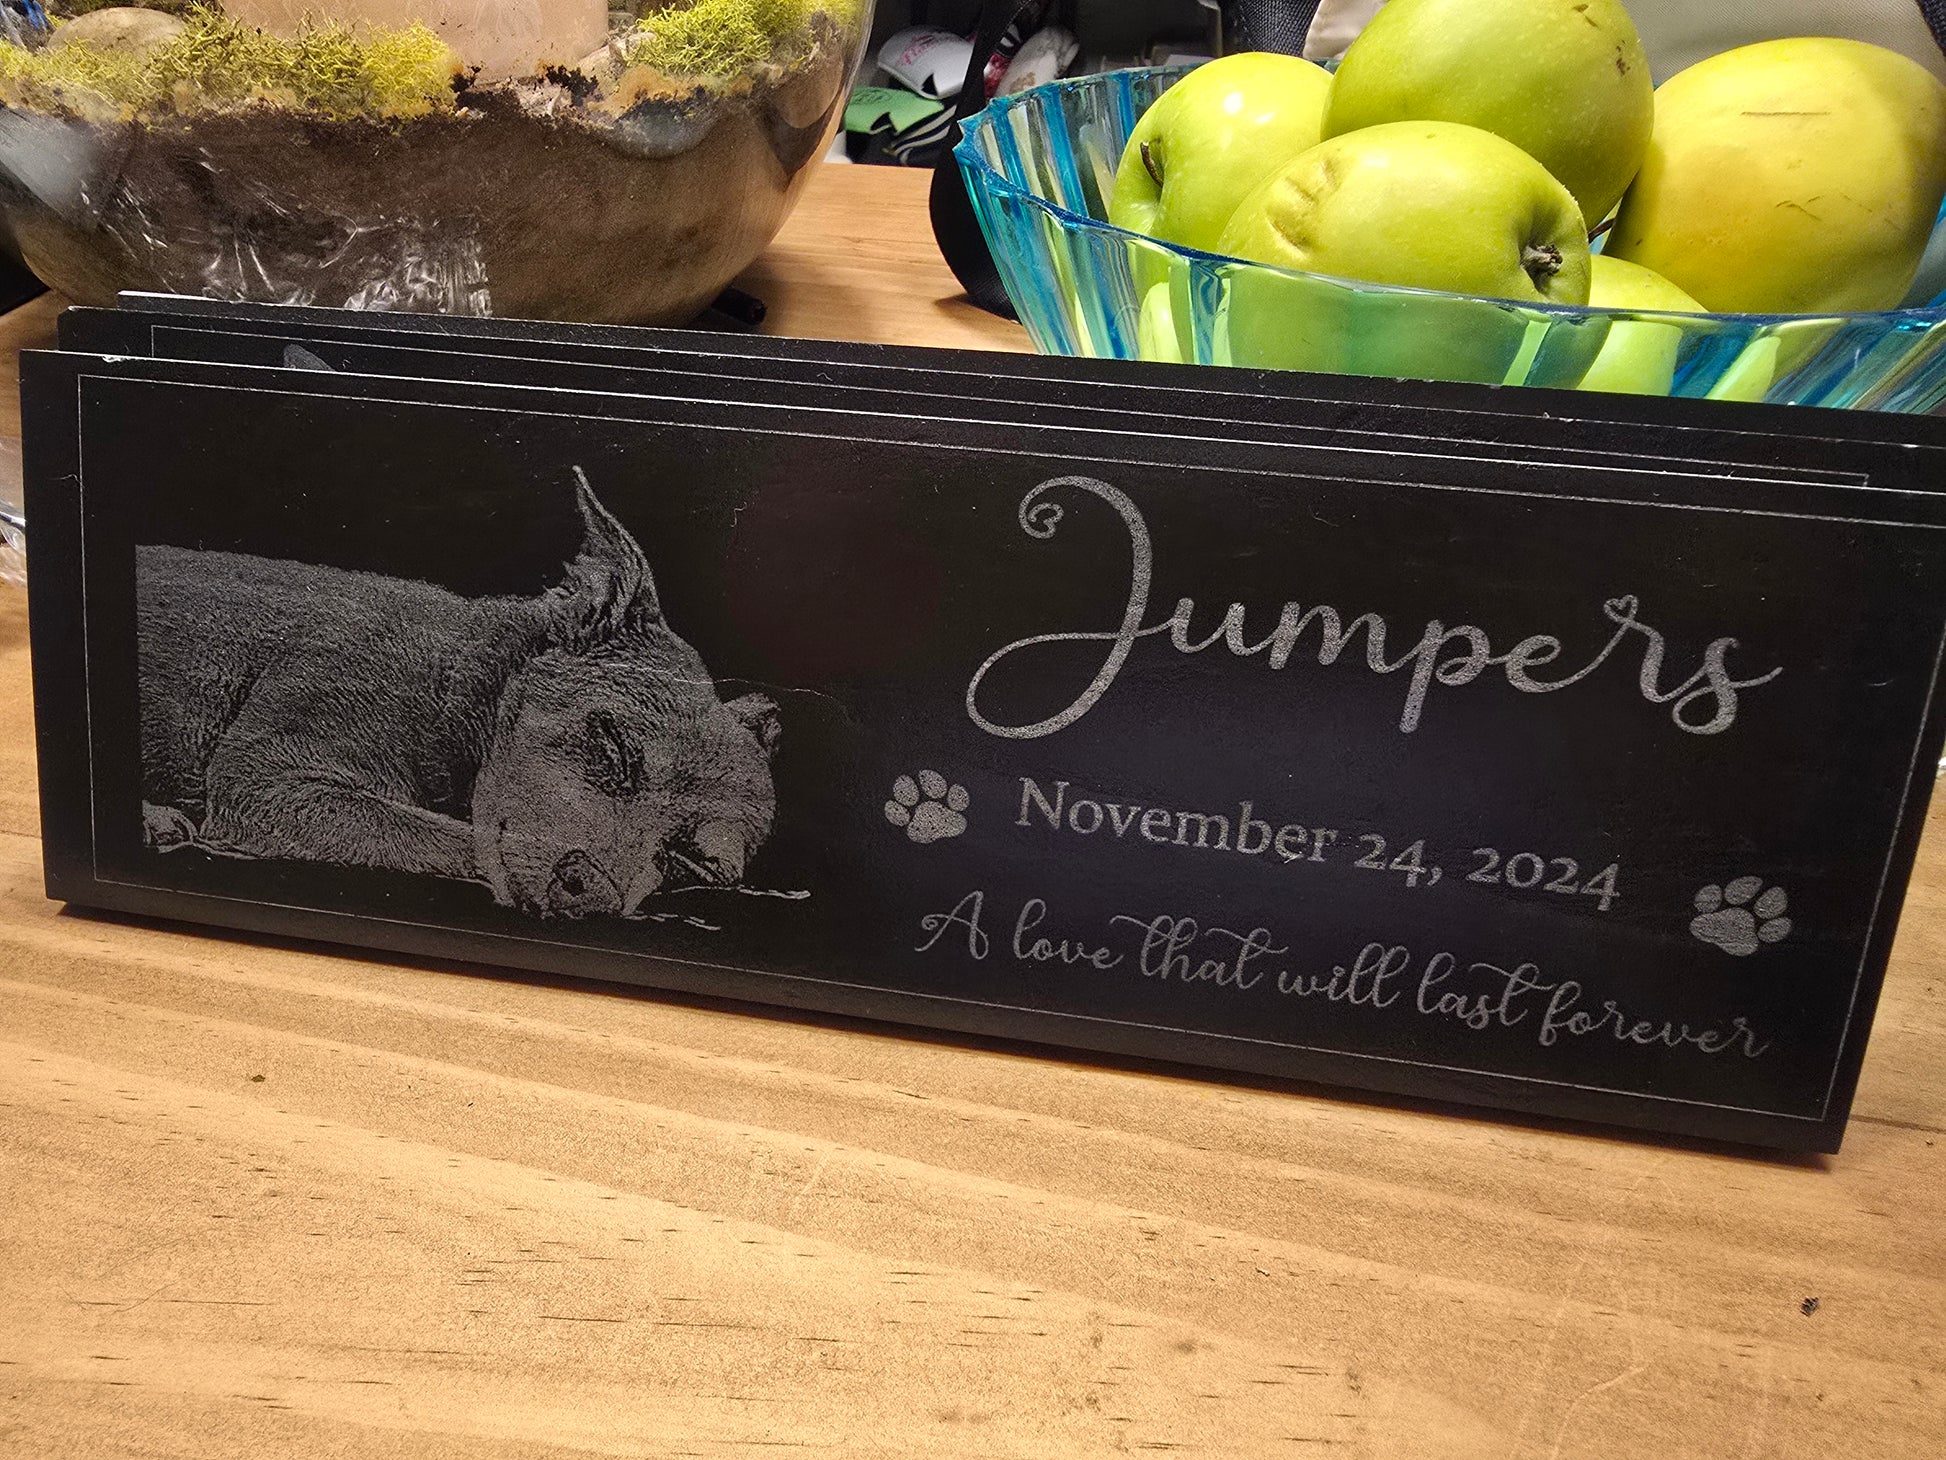 Jumpers
November 24, 2024
A love that will last forever